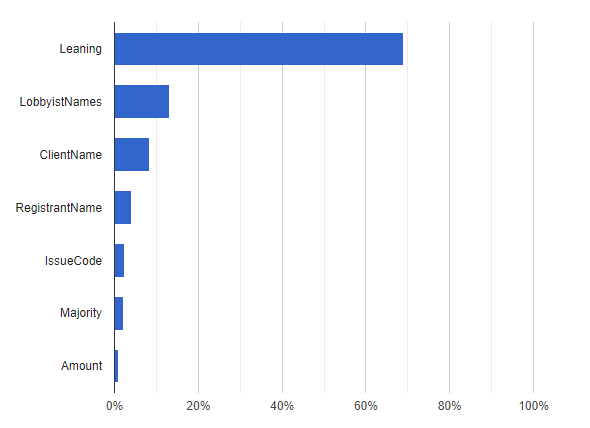 Leaning
LobbyistNames
ClientName
RegistrantName
IssueCode
Majority
Amount
0% 20% 40% 60% 80% 100%